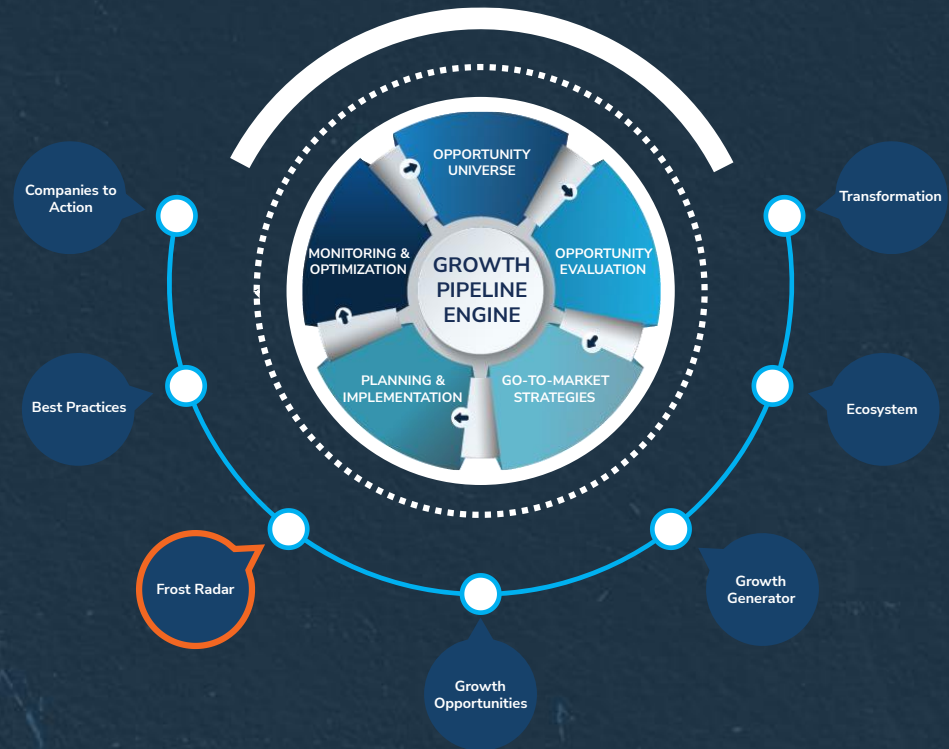 OPPORTUNITY
UNIVERSE
OPPORTUNITY
EVALUATION
GO-TO-MARKET
STRATEGIES
PLANNING &
IMPLEMENTATION
MONITORING &
OPTIMIZATION
GROWTH
PIPELINE
ENGINE
Companies to
Action
Best Practices
Frost Radar
Growth
Opportunities
Growth
Generator
Ecosystem
Transformation